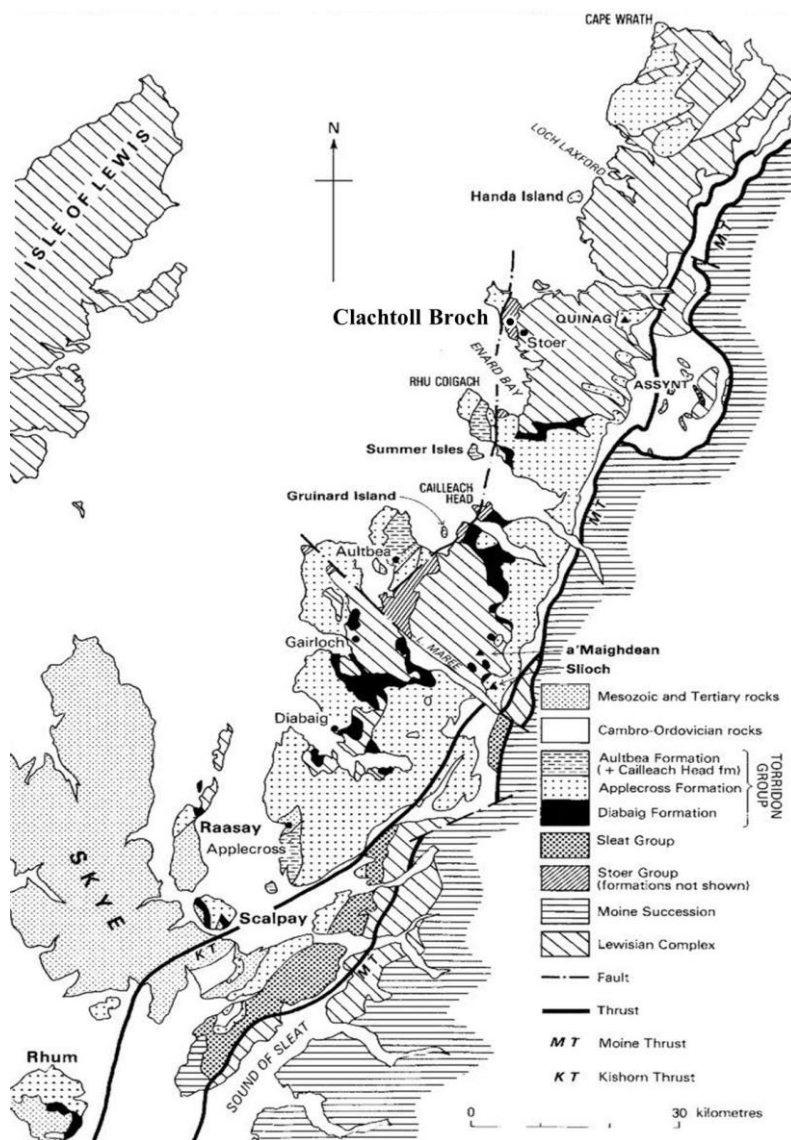 CAPE WRATH
LOCH LAXFORD
ISLE OF LEWIS
N
Handa Island
M T
Clachtoll Broch
QUINAG
Stoer
ENARD BAY
RHU COIGACH
ASSYNT
Summer Isles
CAILLEACH
HEAD
Gruinard Island
MT
Aultbea
L. MAREE
Gairloch
a'Maighdean
Slioch
Diabaig
Raasay
Applecross
SKYE
Scalpay
KT
MT
SOUND OF SLEAT
Rhum
Mesozoic and Tertiary rocks
Cambro-Ordovician rocks
Aultbea Formation
(+ Cailleach Head fm)
Applecross Formation
Diabaig Formation
TORRIDON
GROUP
Sleat Group
Stoer Group
(formations not shown)
Moine Succession
Lewisian Complex
Fault
Thrust
M T Moine Thrust
K T Kishorn Thrust
0 30 kilometres